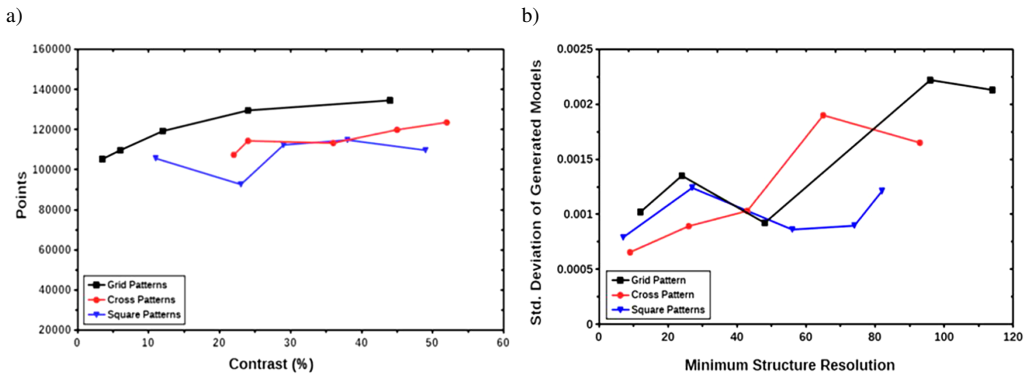 a)
160000
140000
120000
100000
80000
60000
40000
20000
Points
0 10 20 30 40 50 60
Contrast (%)
Grid Patterns
Cross Patterns
Square Patterns
b)
0.0025
0.002
0.0015
0.001
0.0005
0
Std. Deviation of Generated Models
0 20 40 60 80 100 120
Minimum Structure Resolution
Grid Pattern
Cross Pattern
Square Patterns